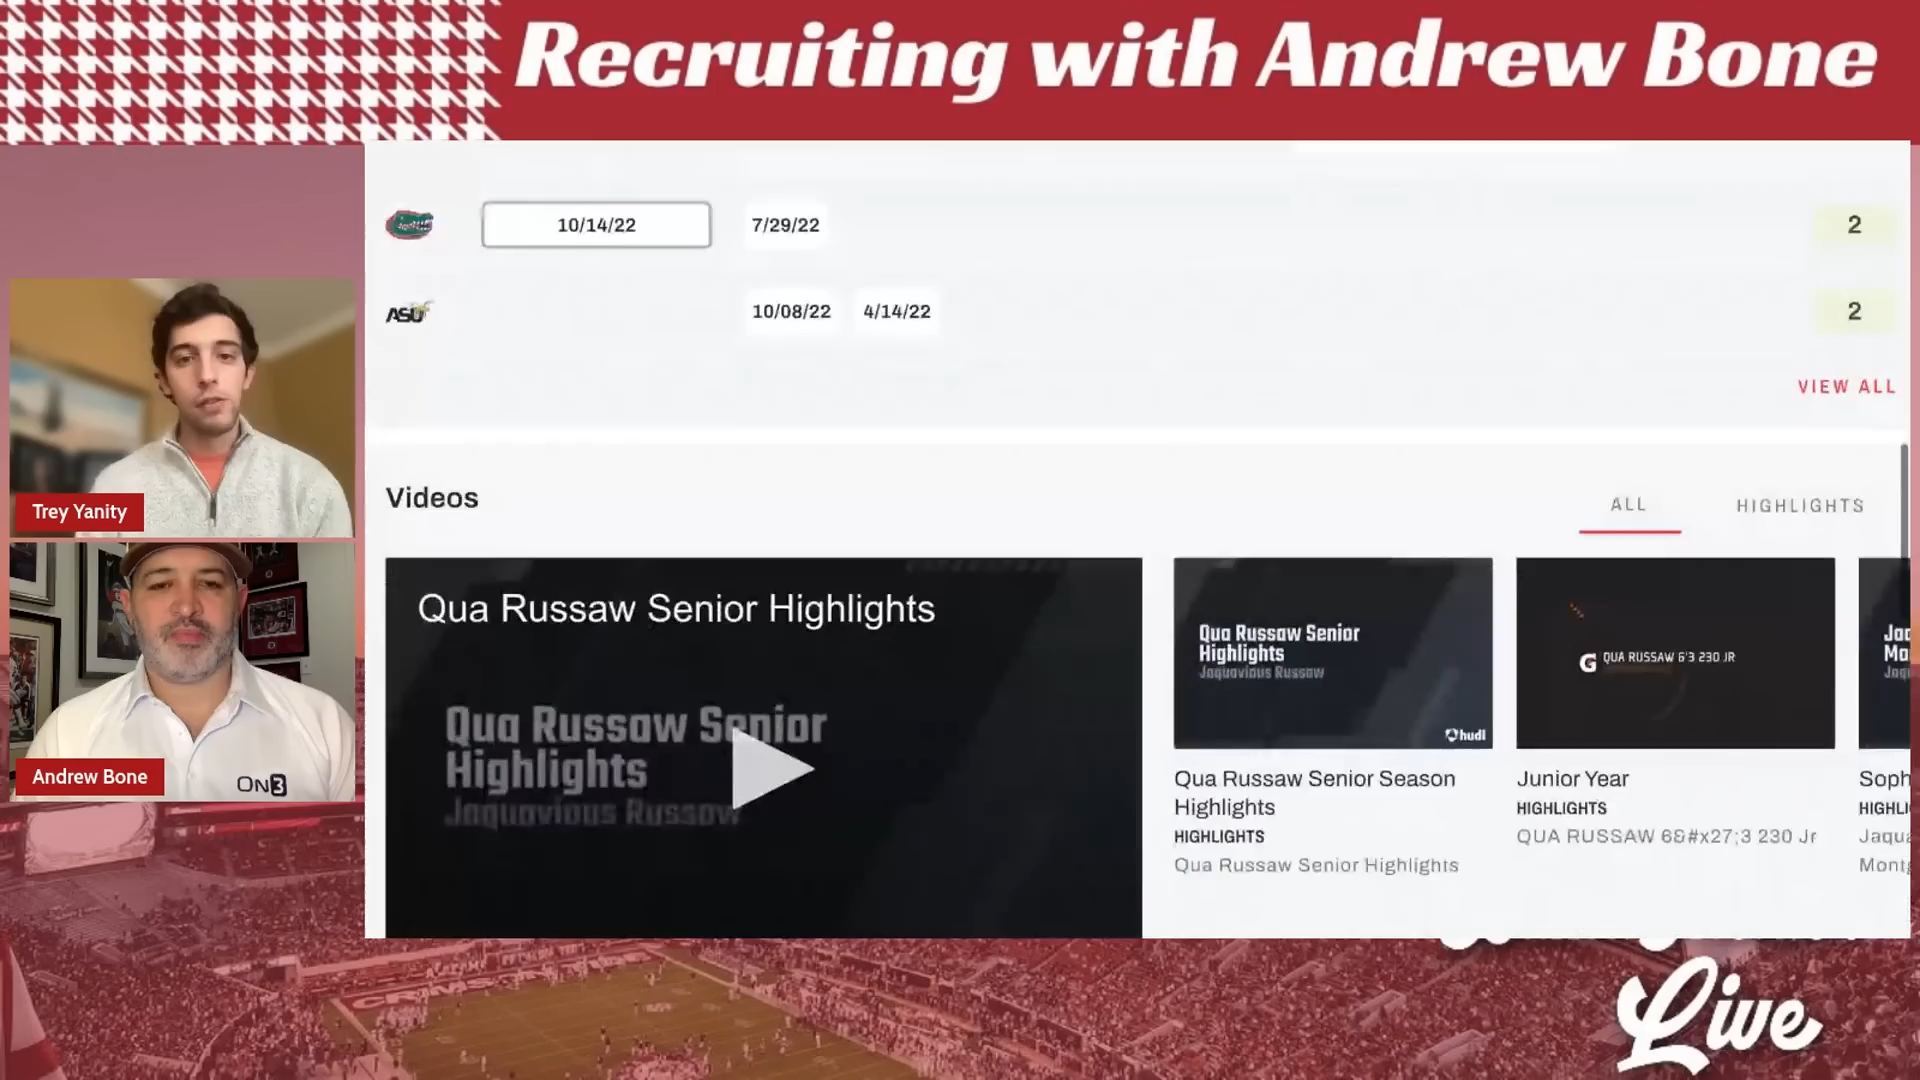 Recruiting with Andrew Bone
10/14/22
7/29/22
2
ASU
10/08/22
4/14/22
2
VIEW ALL
Videos
ALL
HIGHLIGHTS
Qua Russaw Senior Highlights
Qua Russaw Senior
Highlights
Jaquavious Russaw
Qua Russaw Senior
Highlights
Jaquavious Russaw
hudl
QUA RUSSAW 6'3 230 JR
Qua Russaw Senior Season
Highlights
HIGHLIGHTS
Qua Russaw Senior Highlights
Junior Year
HIGHLIGHTS
QUA RUSSAW 6&#x27;3 230 Jr
Trey Yanity
Andrew Bone
ON3
Live